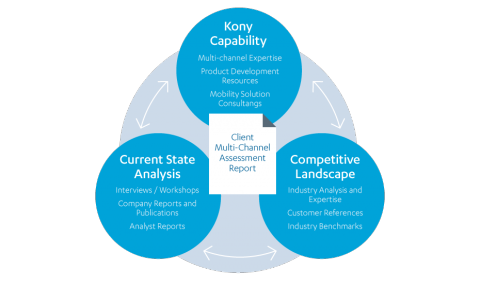 Kony
Capability
Multi-channel Expertise
Product Development
Resources
Mobility Solution
Consultangs
Client
Multi-Channel
Assessment
Report
Current State
Analysis
Interviews / Workshops
Company Reports and
Publications
Analyst Reports
Competitive
Landscape
Industry Analysis and
Expertise
Customer References
Industry Benchmarks